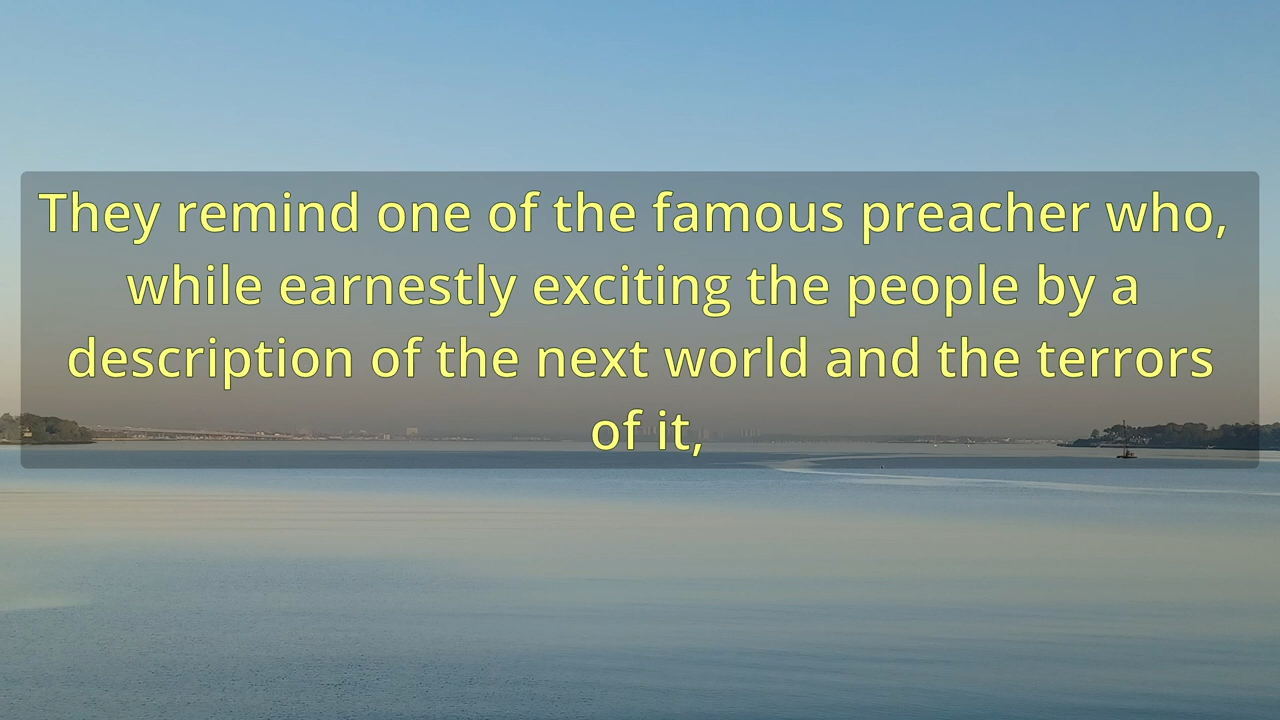 They remind one of the famous preacher who,
while earnestly exciting the people by a
description of the next world and the terrors
of it,